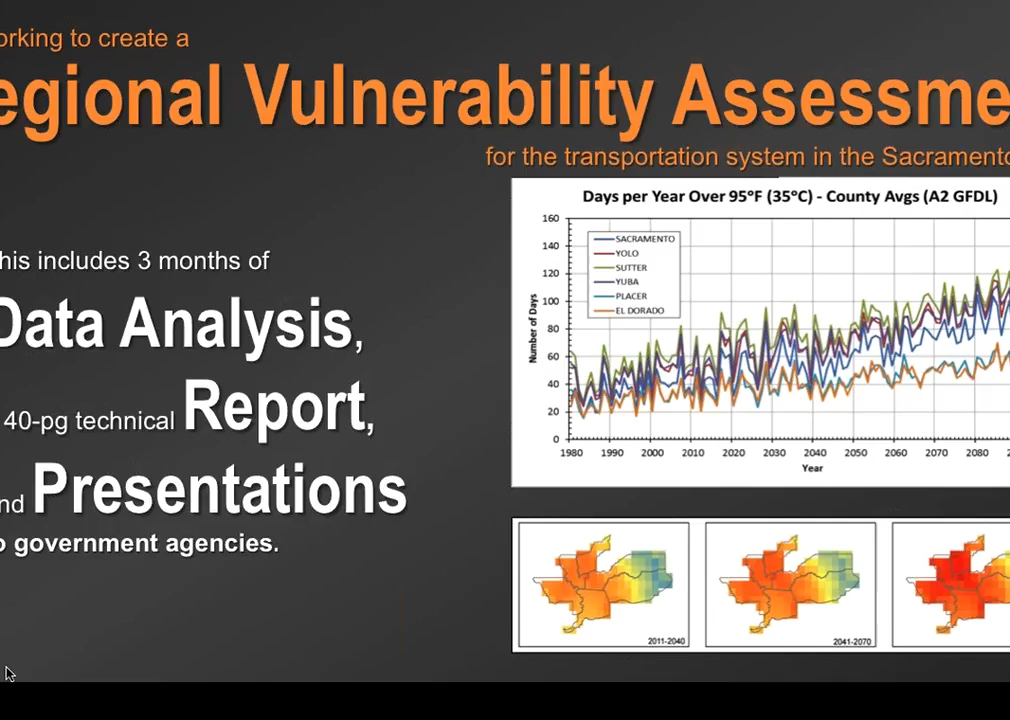 orking to create a
egional Vulnerability Assessme
for the transportation system in the Sacramento
his includes 3 months of
Data Analysis,
40-pg technical Report,
nd Presentations
o government agencies.
Days per Year Over 95°F (35°C) - County Avgs (A2 GFDL)
160
140
120
100
80
60
40
20
0
Number of Days
SACRAMENTO
YOLO
SUTTER
YUBA
PLACER
EL DORADO
1980 1990 2000 2010 2020 2030 2040 2050 2060 2070 2080 2
Year
2011-2040
2041-2070